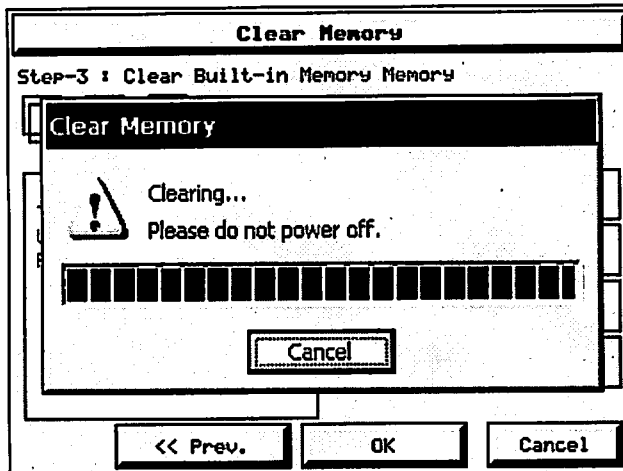 Clear Memory
Step-3 : Clear Built-in Memory Memory
Clear Memory
Clearing...
Please do not power off.
Cancel
<< Prev.
OK
Cancel